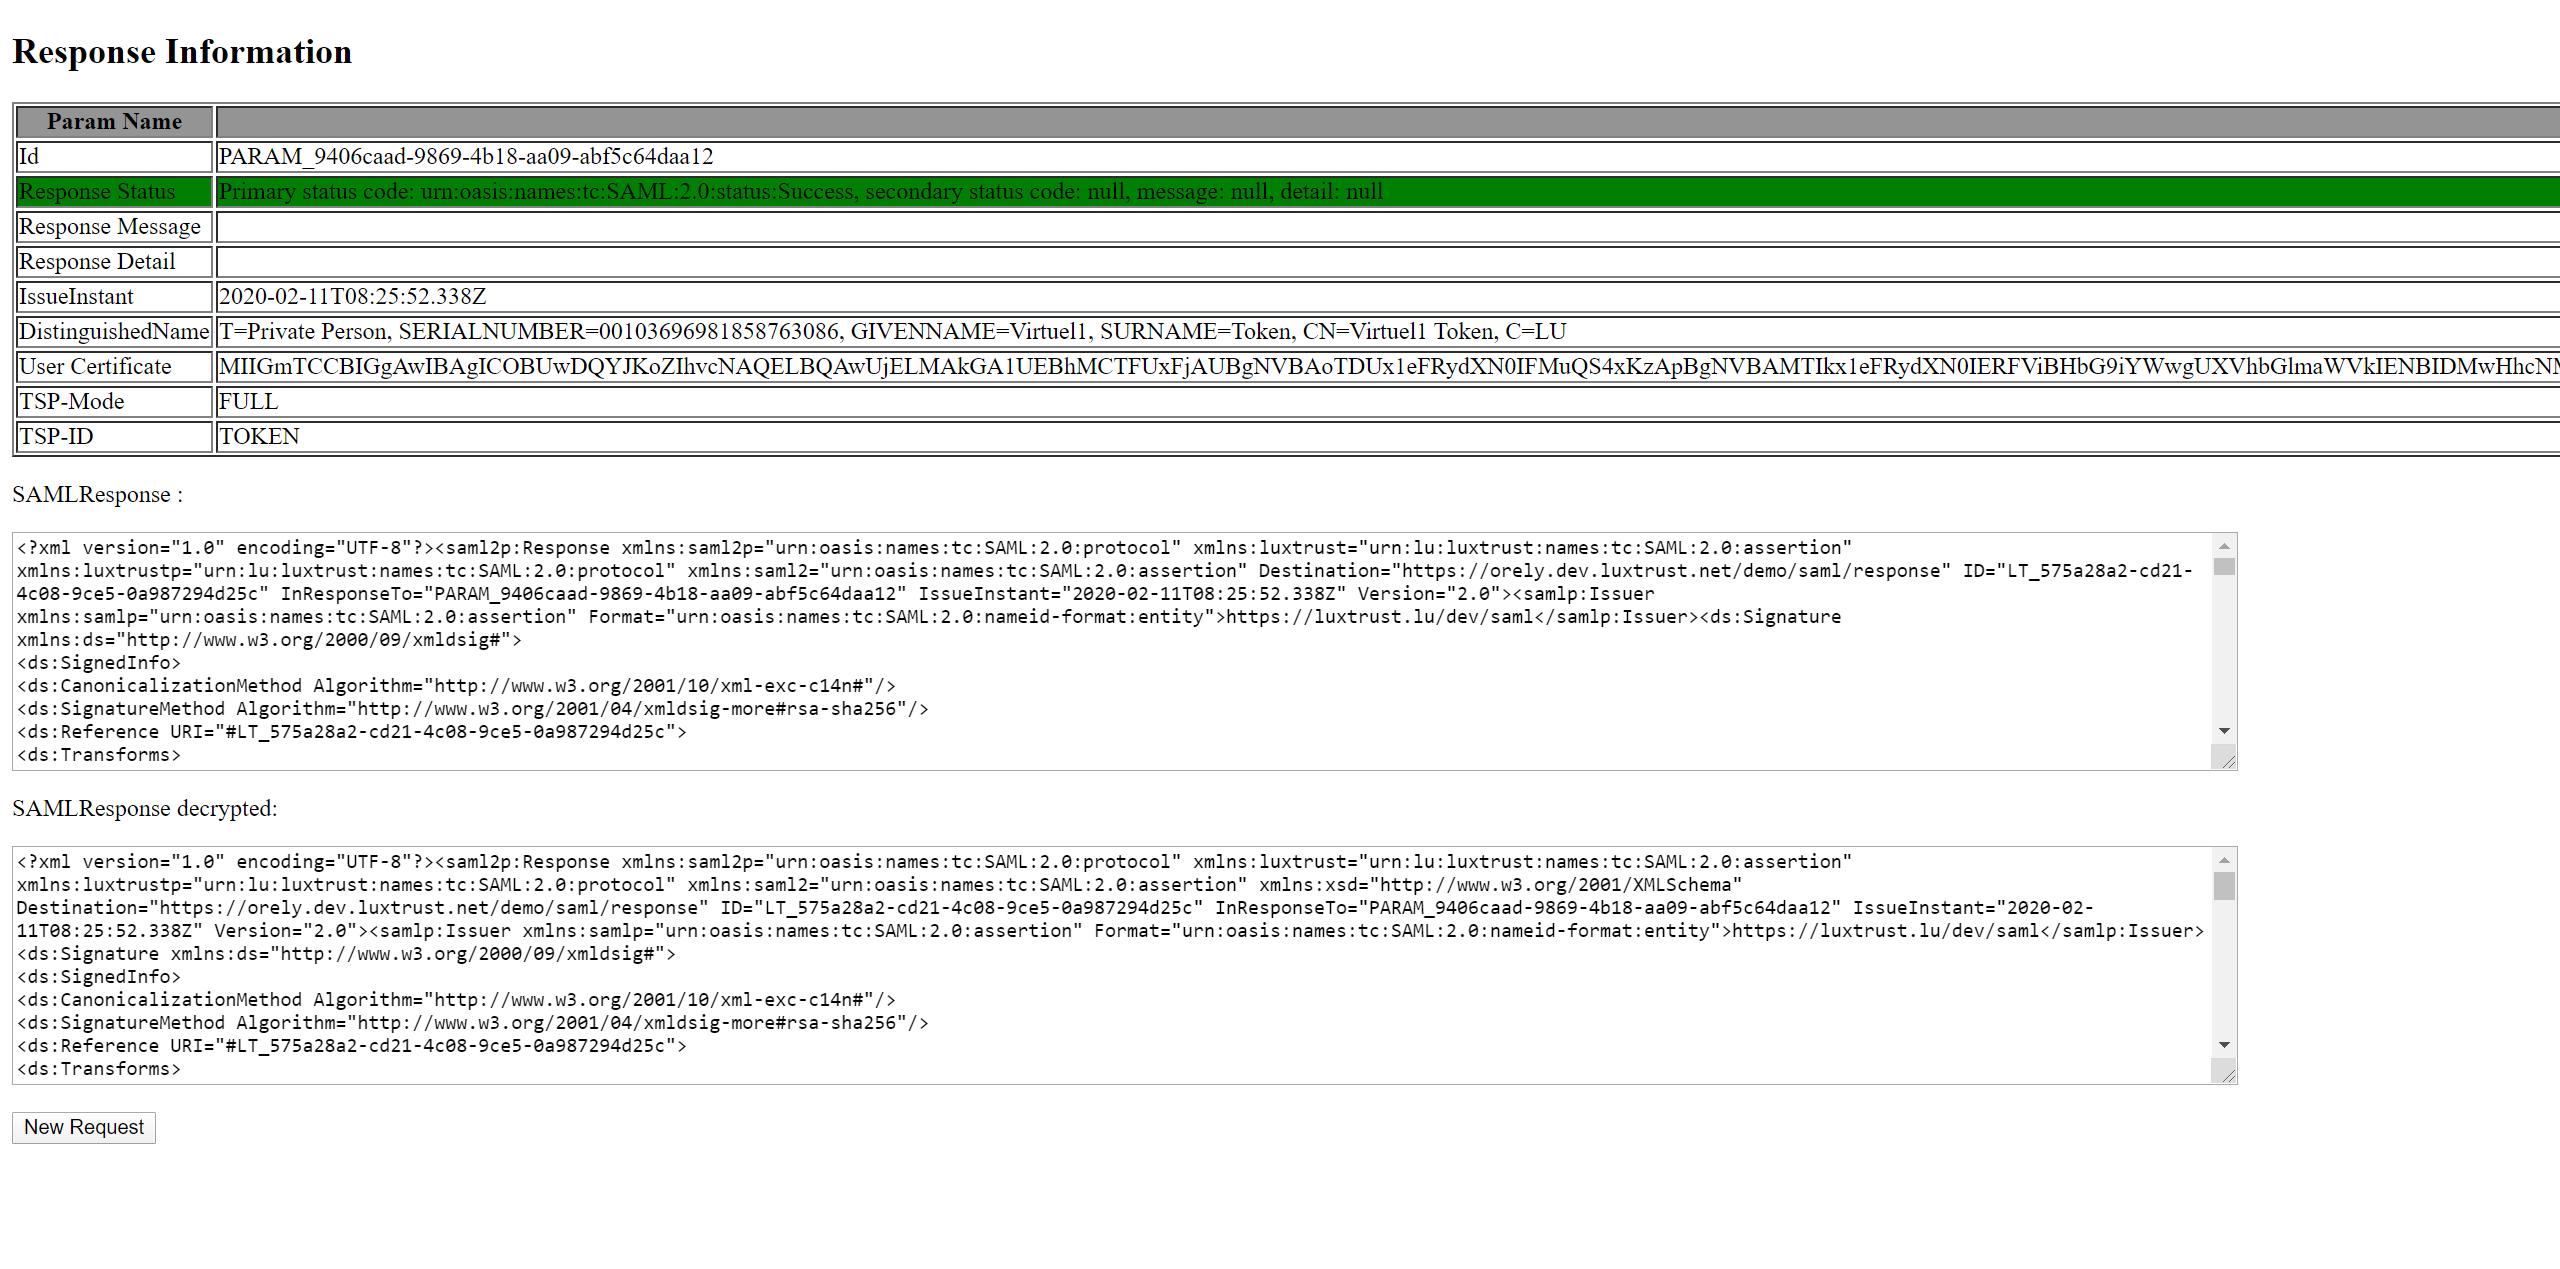 Response Information
Param Name
Id PARAM_9406caad-9869-4b18-aa09-abf5c64daa12
Response Status Primary status code: urn:oasis:names:tc:SAML:2.0:status:Success, secondary status code: null, message: null, detail: null
Response Message
Response Detail
IssueInstant 2020-02-11T08:25:52.338Z
DistinguishedName T=Private Person, SERIALNUMBER=00103696981858763086, GIVENNAME=Virtuel1, SURNAME=Token, CN=Virtuel1 Token, C=LU
User Certificate MIIGmTCCBIGgAwIBAgICOBUwDQYJKoZIhvcNAQELBQAwUjELMAkGA1UEBhMCTFUxFjAUBgNVBAoTDUx1eFRydXN0IFMuQS4xKzApBgNVBAMTIkx1eFRydXN0IERFViBHbG9iYWwgUXVhbGlmaWVkIENBIDMwHhcN
TSP-Mode FULL
TSP-ID TOKEN
SAMLResponse :
<?xml version="1.0" encoding="UTF-8"?><saml2p:Response xmlns:saml2p="urn:oasis:names:tc:SAML:2.0:protocol" xmlns:luxtrust="urn:lu:luxtrust:names:tc:SAML:2.0:assertion"
xmlns:luxtrustp="urn:lu:luxtrust:names:tc:SAML:2.0:protocol" xmlns:saml2="urn:oasis:names:tc:SAML:2.0:assertion" Destination="https://orely.dev.luxtrust.net/demo/saml/response" ID="LT_575a28a2-cd21-
4c08-9ce5-0a987294d25c" InResponseTo="PARAM_9406caad-9869-4b18-aa09-abf5c64daa12" IssueInstant="2020-02-11T08:25:52.338Z" Version="2.0"><samlp:Issuer
xmlns:samlp="urn:oasis:names:tc:SAML:2.0:assertion" Format="urn:oasis:names:tc:SAML:2.0:nameid-format:entity">https://luxtrust.lu/dev/saml</samlp:Issuer><ds:Signature
xmlns:ds="http://www.w3.org/2000/09/xmldsig#">
<ds:SignedInfo>
<ds:CanonicalizationMethod Algorithm="http://www.w3.org/2001/10/xml-exc-c14n#"/>
<ds:SignatureMethod Algorithm="http://www.w3.org/2001/04/xmldsig-more#rsa-sha256"/>
<ds:Reference URI="#LT_575a28a2-cd21-4c08-9ce5-0a987294d25c">
<ds:Transforms>
SAMLResponse decrypted:
<?xml version="1.0" encoding="UTF-8"?><saml2p:Response xmlns:saml2p="urn:oasis:names:tc:SAML:2.0:protocol" xmlns:luxtrust="urn:lu:luxtrust:names:tc:SAML:2.0:assertion"
xmlns:luxtrustp="urn:lu:luxtrust:names:tc:SAML:2.0:protocol" xmlns:saml2="urn:oasis:names:tc:SAML:2.0:assertion" xmlns:xsd="http://www.w3.org/2001/XMLSchema"
Destination="https://orely.dev.luxtrust.net/demo/saml/response" ID="LT_575a28a2-cd21-4c08-9ce5-0a987294d25c" InResponseTo="PARAM_9406caad-9869-4b18-aa09-abf5c64daa12" IssueInstant="2020-02-
11T08:25:52.338Z" Version="2.0"><samlp:Issuer xmlns:samlp="urn:oasis:names:tc:SAML:2.0:assertion" Format="urn:oasis:names:tc:SAML:2.0:nameid-format:entity">https://luxtrust.lu/dev/saml</samlp:Issuer>
<ds:Signature xmlns:ds="http://www.w3.org/2000/09/xmldsig#">
<ds:SignedInfo>
<ds:CanonicalizationMethod Algorithm="http://www.w3.org/2001/10/xml-exc-c14n#"/>
<ds:SignatureMethod Algorithm="http://www.w3.org/2001/04/xmldsig-more#rsa-sha256"/>
<ds:Reference URI="#LT_575a28a2-cd21-4c08-9ce5-0a987294d25c">
<ds:Transforms>
New Request